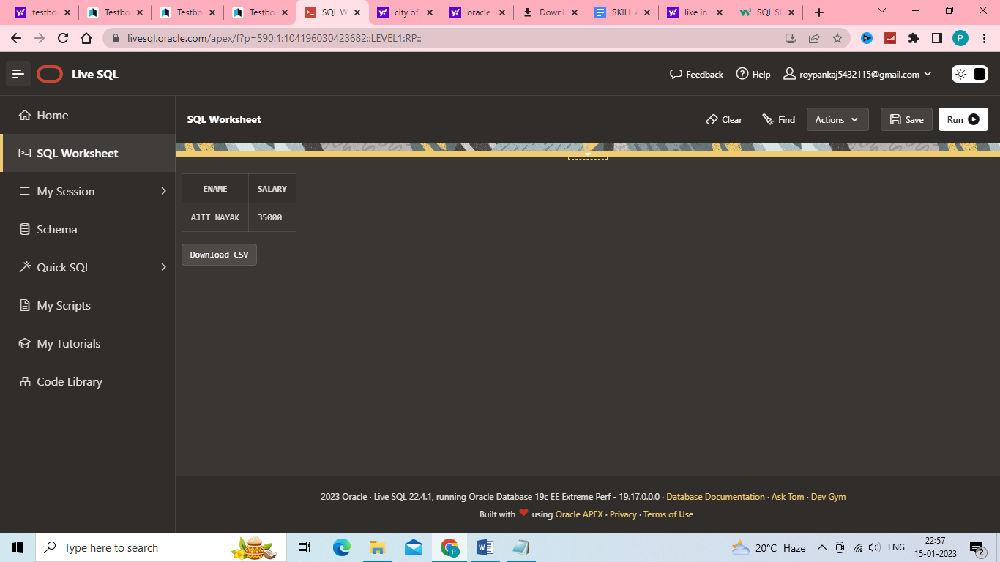 testbo
Testbo
Testbo
Testbo
SQL W
city of
oracle
Downl
SKILL A
like in
SQL SE
livesql.oracle.com/apex/f?p=590:1:104196030423682::LEVEL1:RP::
P
Live SQL
Feedback
Help
roypankaj5432115@gmail.com
Home
SQL Worksheet
My Session
Schema
Quick SQL
My Scripts
My Tutorials
Code Library
SQL Worksheet
Clear
Find
Actions
Save
Run
ENAME SALARY
AJIT NAYAK 35000
Download CSV
2023 Oracle · Live SQL 22.4.1, running Oracle Database 19c EE Extreme Perf - 19.17.0.0.0 · Database Documentation · Ask Tom · Dev Gym
Built with ❤ using Oracle APEX · Privacy · Terms of Use
Type here to search
20°C Haze
ENG
22:57
15-01-2023
2